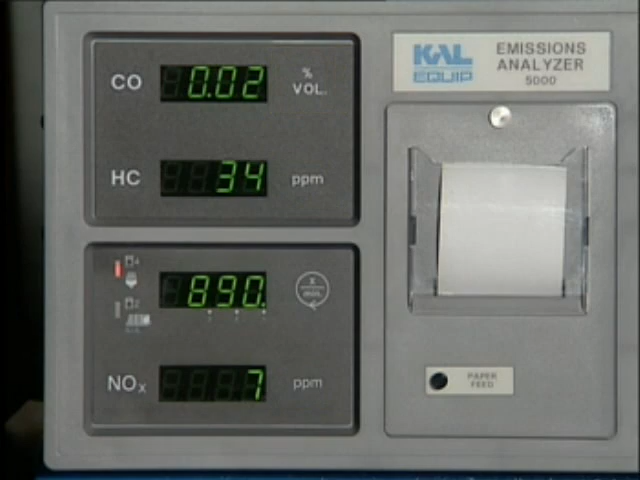 CO 0.02 % VOL.
HC 34 ppm
890.
NOx 7 ppm
KAL EQUIP
EMISSIONS
ANALYZER
5000
PAPER
FEED